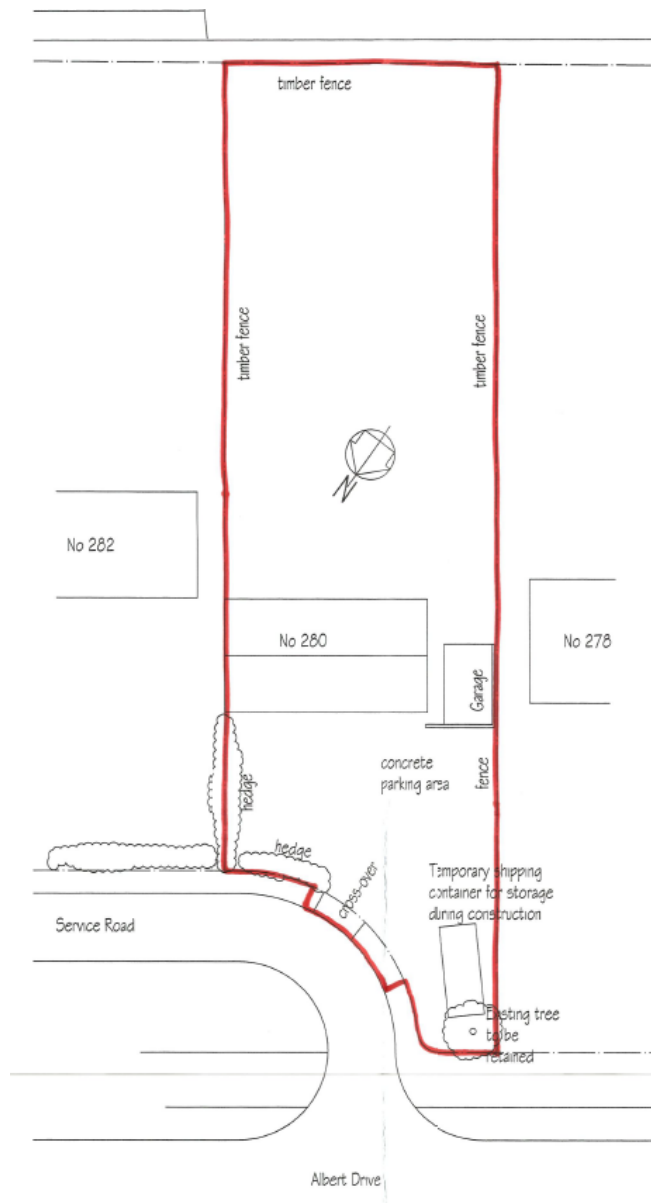 timber fence
timber fence
timber fence
N
No 282
No 280
No 278
Garage
concrete
parking area
fence
hedge
hedge
cross-over
Temporary shipping
container for storage
during construction
Service Road
Existing tree
to be
retained
Albert Drive